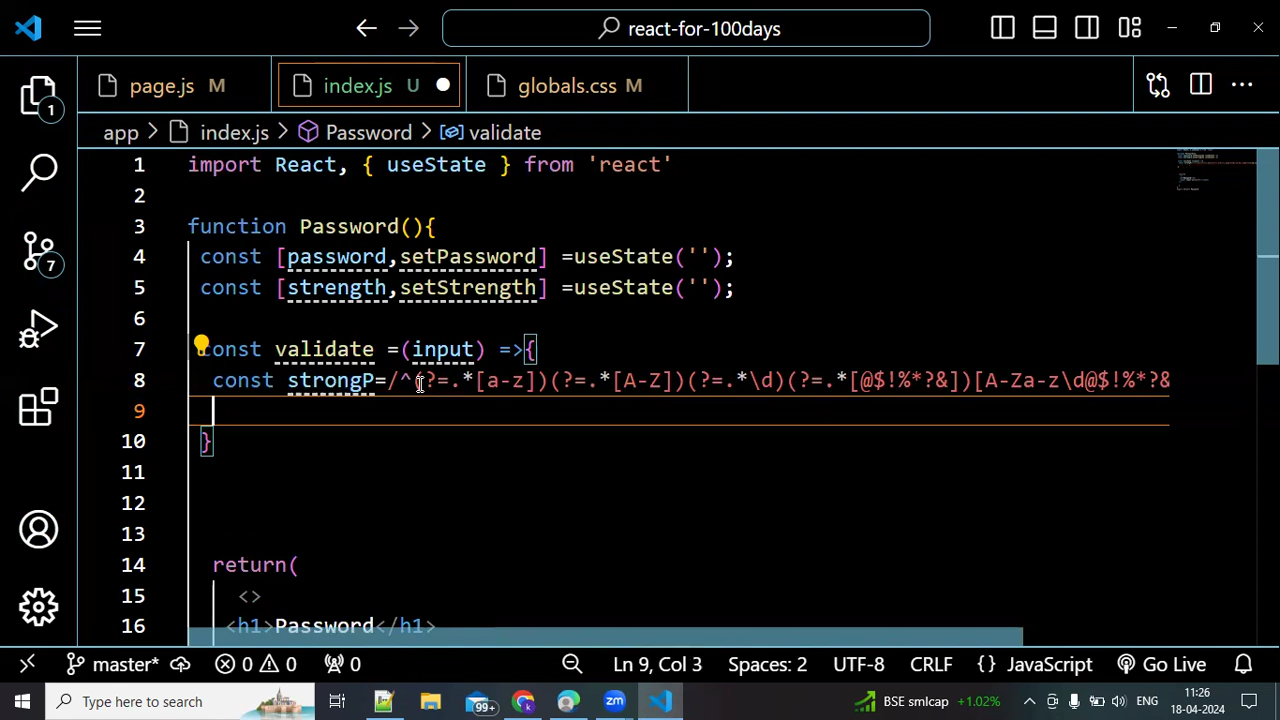 react-for-100days
page.js M
index.js U
globals.css M
app > index.js > Password > validate
1 import React, { useState } from 'react'
2
3 function Password(){
4 const [password,setPassword] =useState('');
5 const [strength,setStrength] =useState('');
6
7 const validate =(input) =>{
8 const strongP=/^(?=.*[a-z])(?=.*[A-Z])(?=.*\d)(?=.*[@$!%*?&])[A-Za-z\d@$!%*?&
9
10 }
11
12
13
14 return(
15 <>
16 <h1>Password</h1>
1
7
master* 0 0 0 Ln 9, Col 3 Spaces: 2 UTF-8 CRLF {} JavaScript Go Live
Type here to search 99+ BSE smlcap +1.02% ENG 11:26
18-04-2024